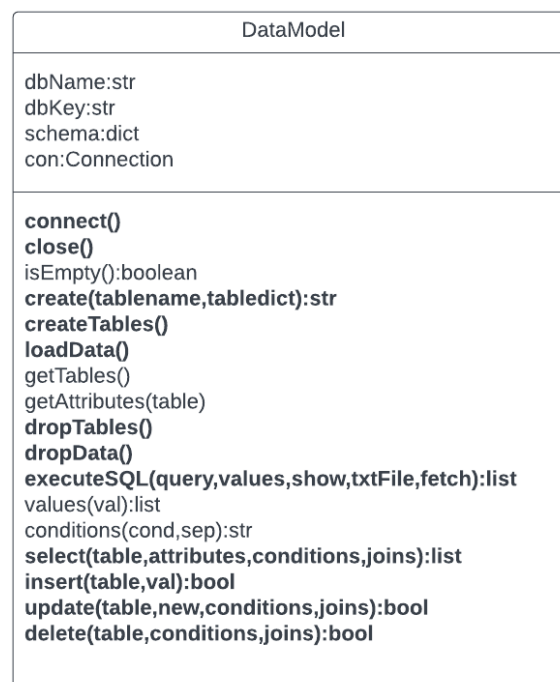 DataModel
dbName:str
dbKey:str
schema:dict
con:Connection
connect()
close()
isEmpty():boolean
create(tablename,tabledict):str
createTables()
loadData()
getTables()
getAttributes(table)
dropTables()
dropData()
executeSQL(query,values,show,txtFile,fetch):list
values(val):list
conditions(cond,sep):str
select(table,attributes,conditions,joins):list
insert(table,val):bool
update(table,new,conditions,joins):bool
delete(table,conditions,joins):bool